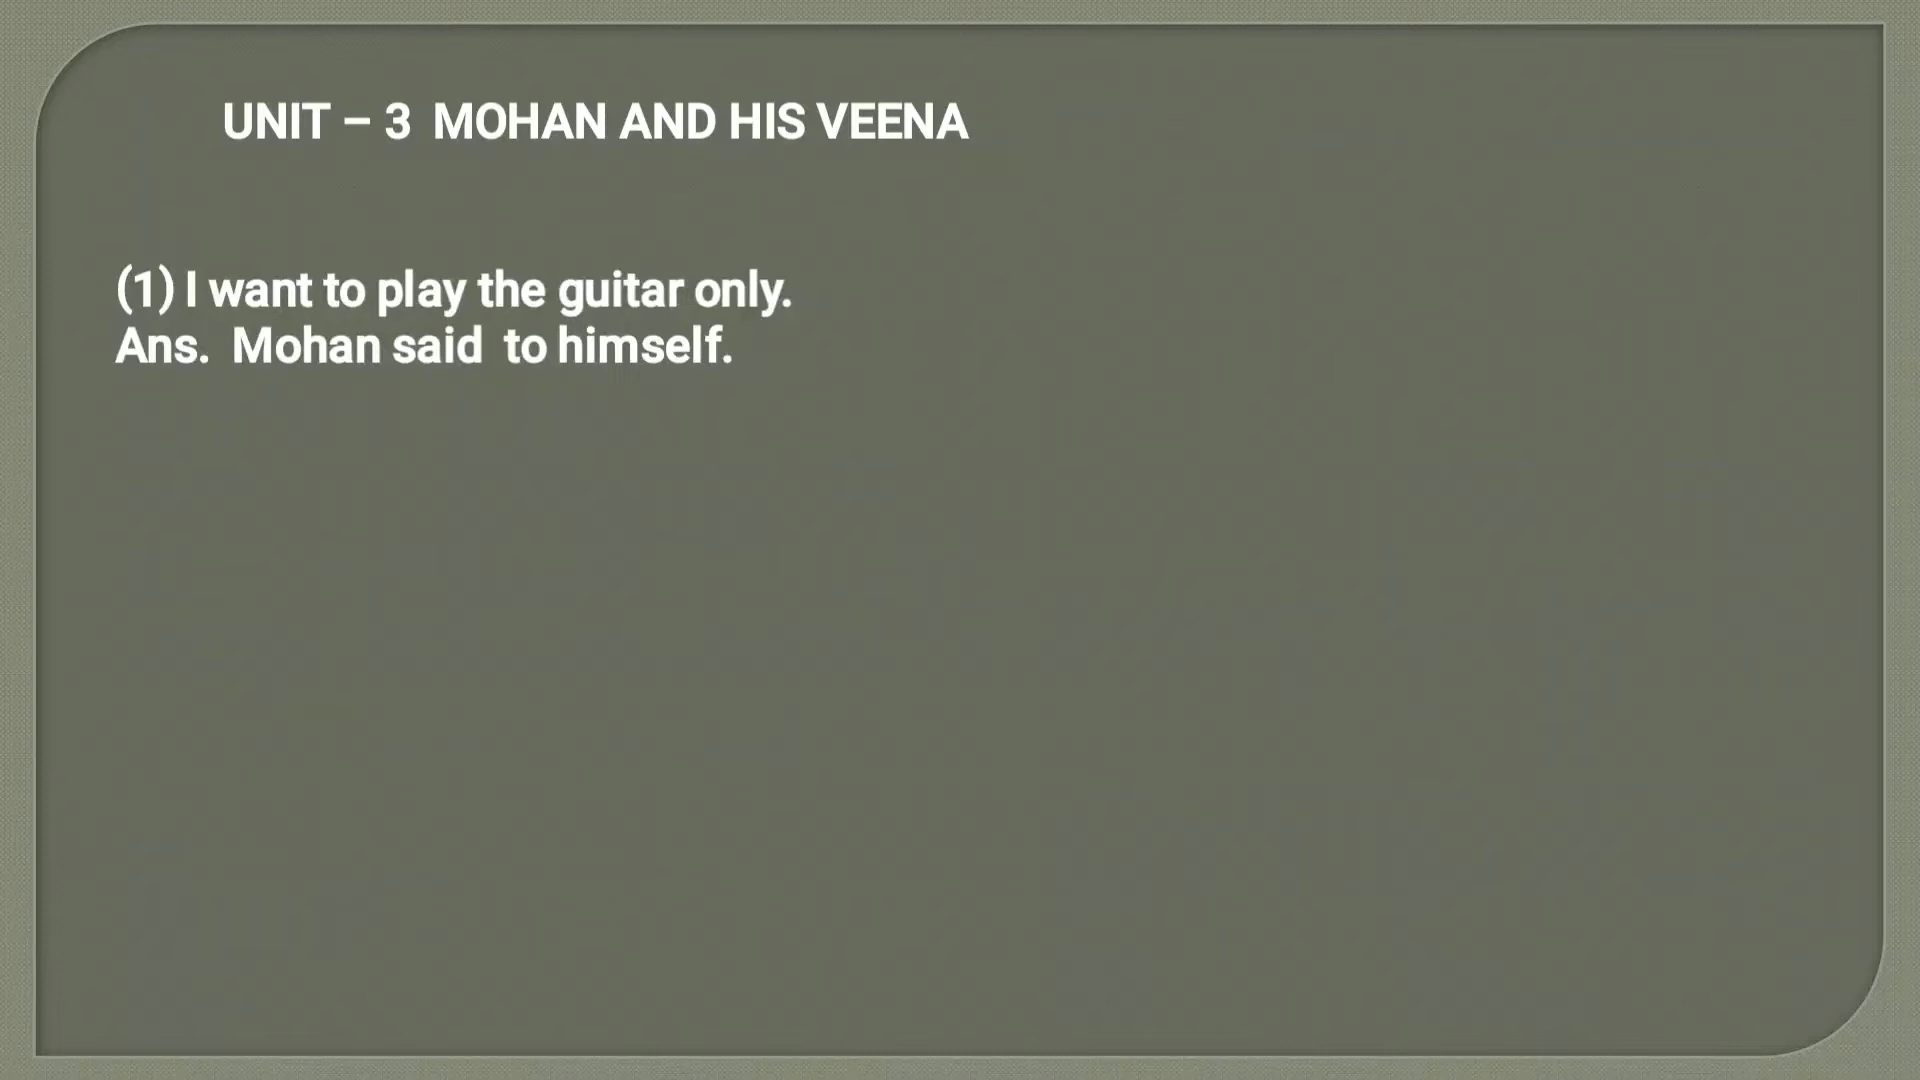 UNIT – 3 MOHAN AND HIS VEENA
(1) I want to play the guitar only.
Ans. Mohan said to himself.